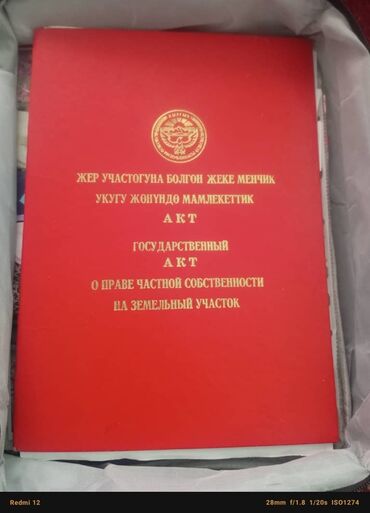 ЖЕР УЧАСТОГУНА БОЛГОН ЖЕКЕ МЕНЧИК
УКУГУ ЖӨНҮНДӨ МАМЛЕКЕТТИК
АКТ
ГОСУДАРСТВЕННЫЙ
АКТ
О ПРАВЕ ЧАСТНОЙ СОБСТВЕННОСТИ
НА ЗЕМЕЛЬНЫЙ УЧАСТОК
Redmi 12
28mm f/1.8 1/20s ISO1274